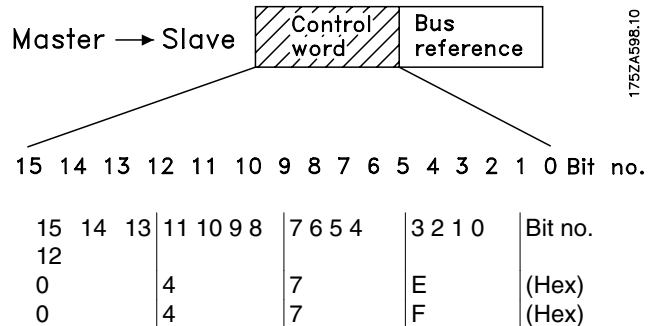 Master → Slave Control word Bus reference
175ZA598.10
15 14 13 12 11 10 9 8 7 6 5 4 3 2 1 0 Bit no.
15 14 13 11 10 9 8 7 6 5 4 3 2 1 0 Bit no.
12
0 4 7 E (Hex)
0 4 7 F (Hex)